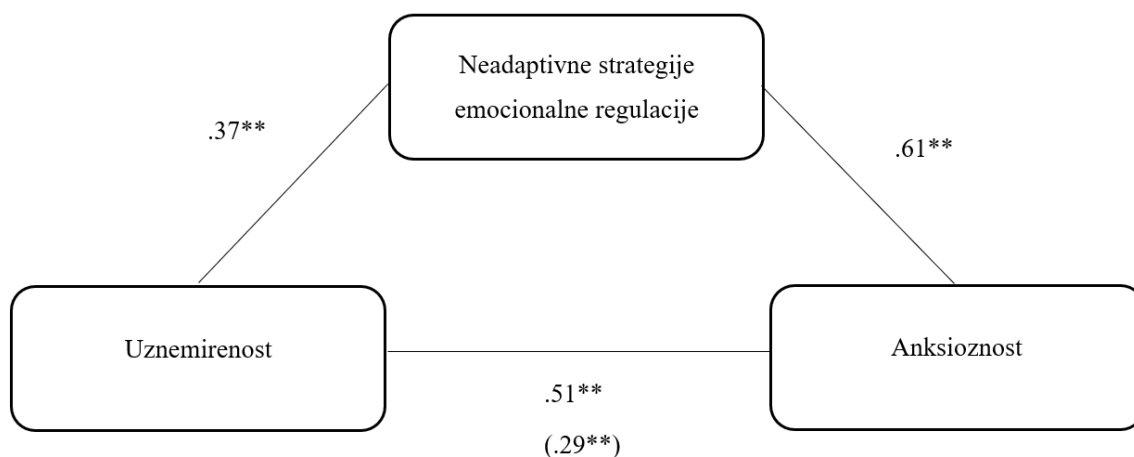 Neadaptivne strategije
emocionalne regulacije
.37**
.61**
Uznemirenost
Anksioznost
.51**
(.29**)